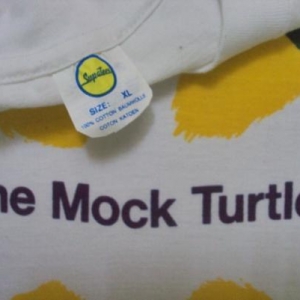 SIZE: XL
100% COTTON BAUMWOLLE
COTON KATOEN
he Mock Turtle